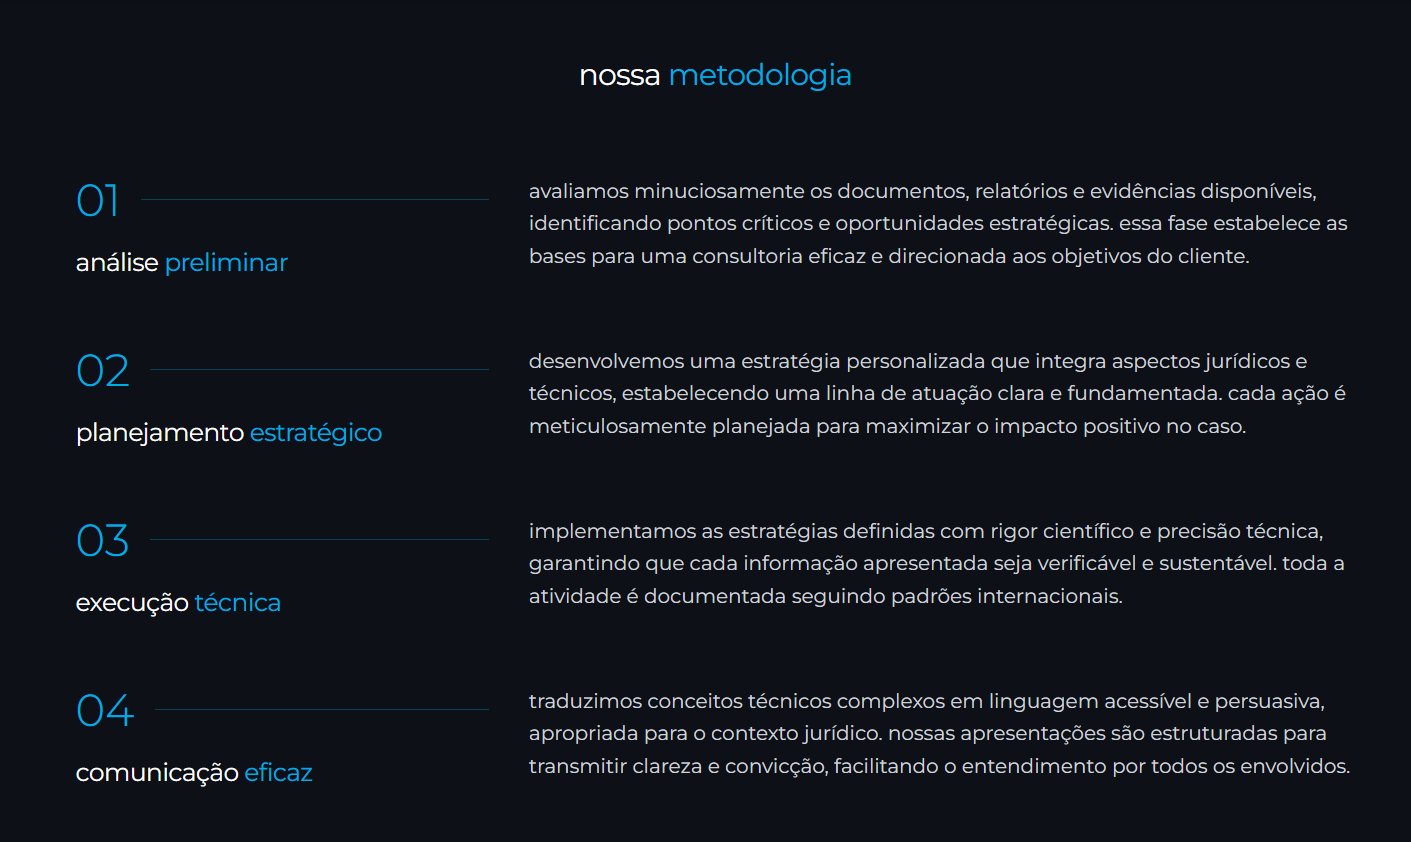 nossa metodologia
01
análise preliminar
avaliamos minuciosamente os documentos, relatórios e evidências disponíveis,
identificando pontos críticos e oportunidades estratégicas. essa fase estabelece as
bases para uma consultoria eficaz e direcionada aos objetivos do cliente.
02
planejamento estratégico
desenvolvemos uma estratégia personalizada que integra aspectos jurídicos e
técnicos, estabelecendo uma linha de atuação clara e fundamentada. cada ação é
meticulosamente planejada para maximizar o impacto positivo no caso.
03
execução técnica
implementamos as estratégias definidas com rigor científico e precisão técnica,
garantindo que cada informação apresentada seja verificável e sustentável. toda a
atividade é documentada seguindo padrões internacionais.
04
comunicação eficaz
traduzimos conceitos técnicos complexos em linguagem acessível e persuasiva,
apropriada para o contexto jurídico. nossas apresentações são estruturadas para
transmitir clareza e convicção, facilitando o entendimento por todos os envolvidos.